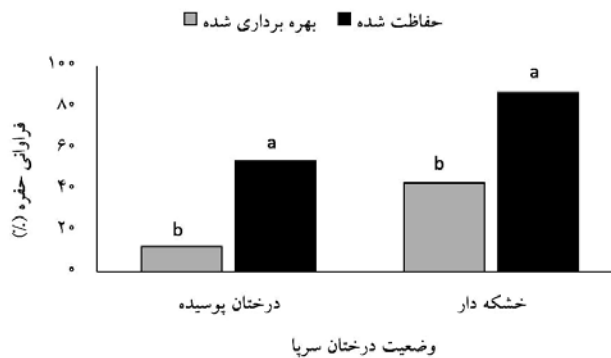 حفاظت شده بهره برداری شده
۱۰۰
۸۰
۶۰
۴۰
۲۰
۰
فراوانی حفره (%)
a
b
a
b
خشکه دار درختان پوسیده
وضعیت درختان سرپا